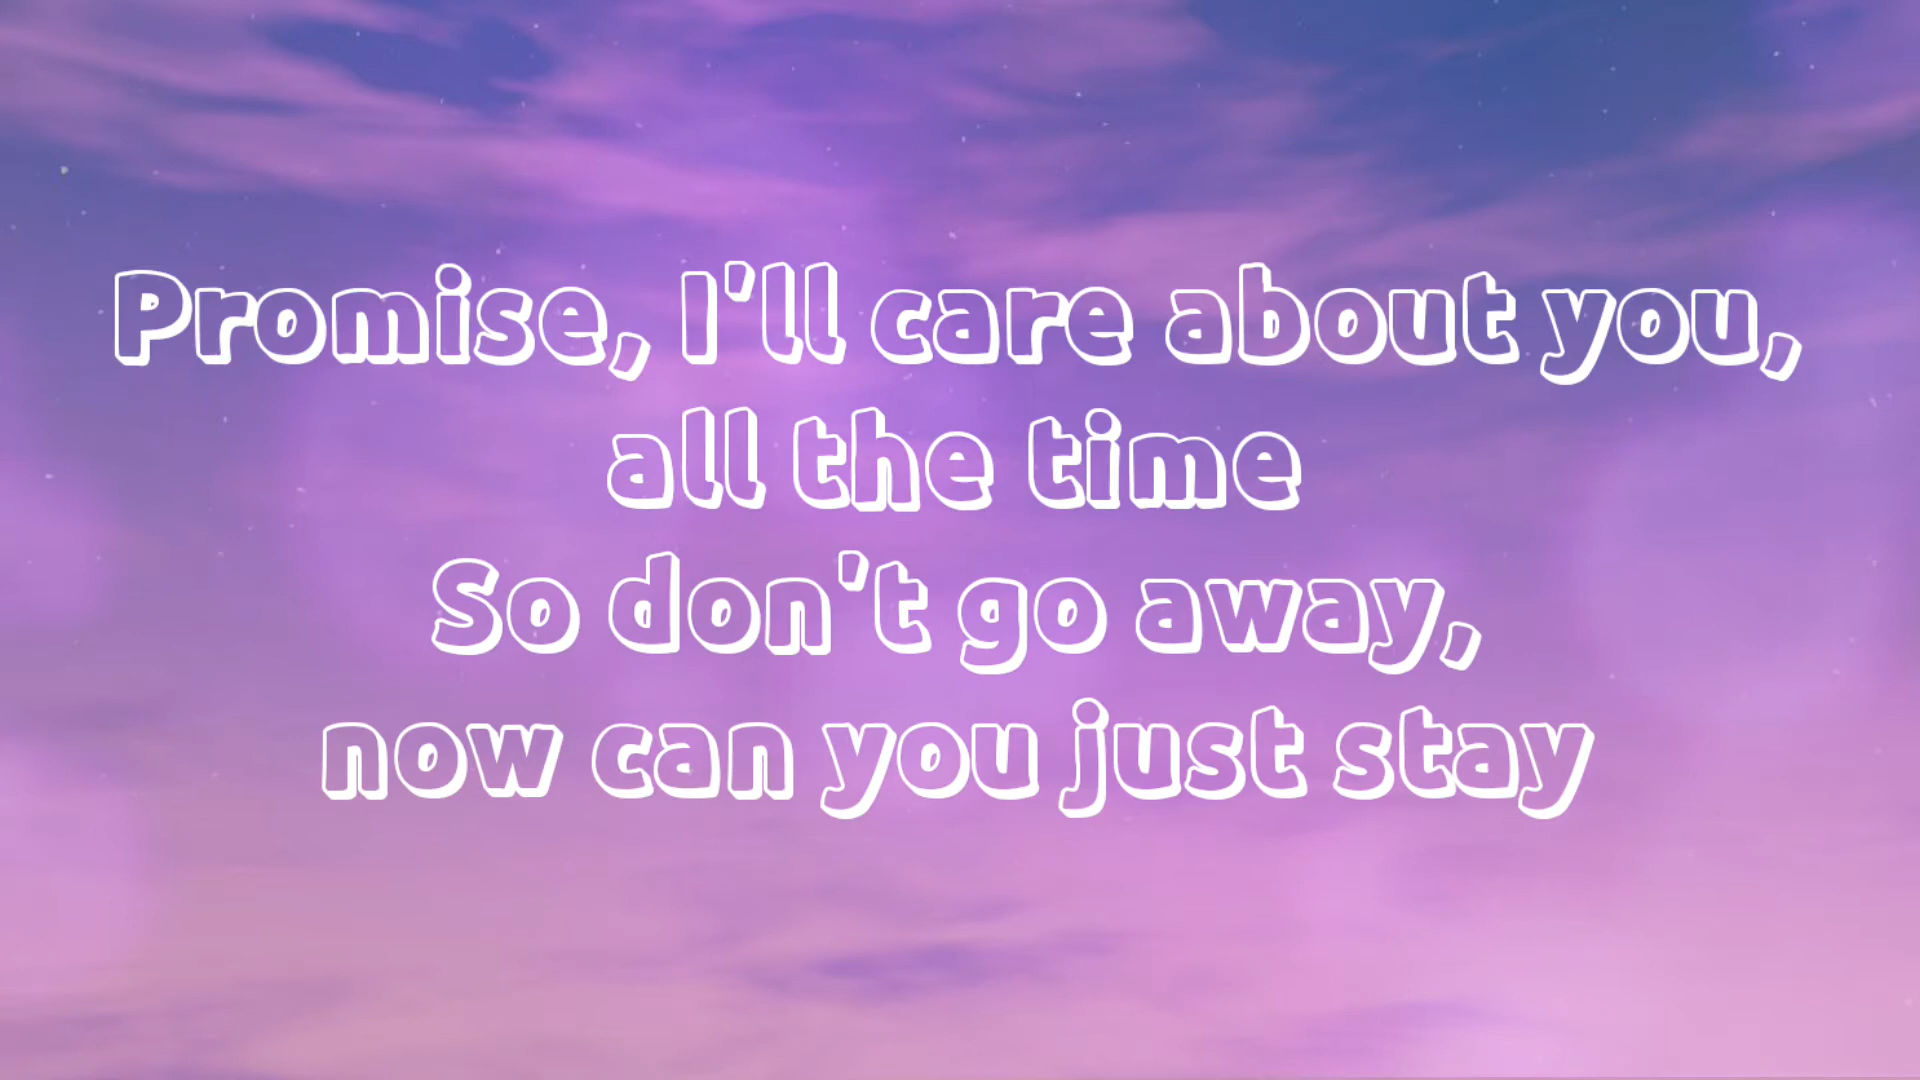 Promise, I'll care about you,
all the time
So don't go away,
now can you just stay